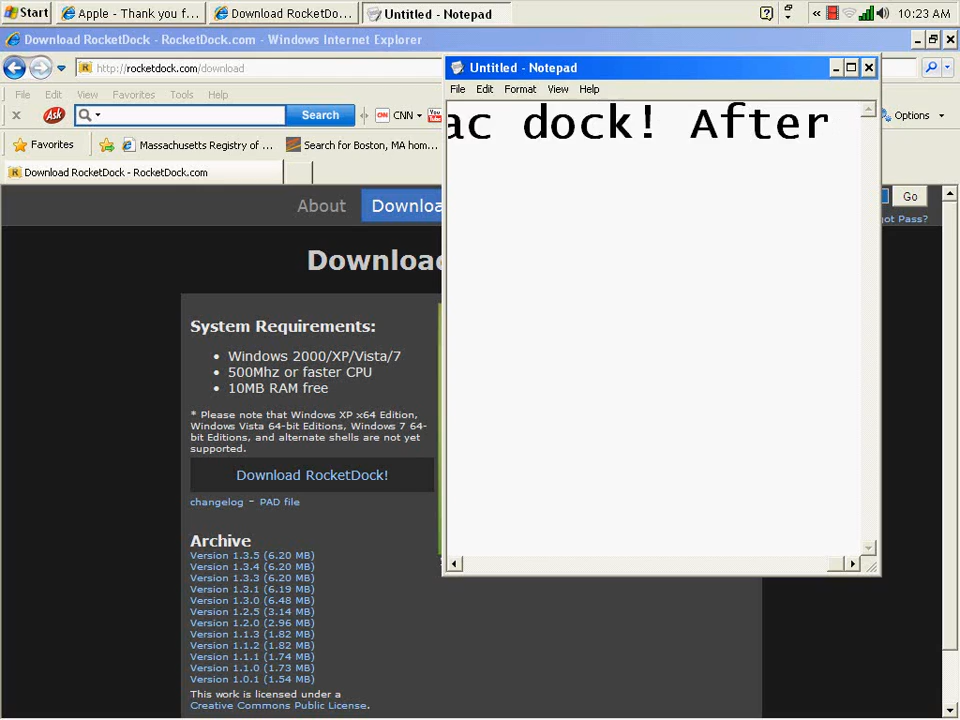 Start
Apple - Thank you f...
Download RocketDo...
Untitled - Notepad
10:23 AM
Download RocketDock - RocketDock.com - Windows Internet Explorer
http://rocketdock.com/download
File Edit View Favorites Tools Help
Ask
Search
CNN
You
Options
Favorites
Massachusetts Registry of ...
Search for Boston, MA hom...
Download RocketDock - RocketDock.com
Untitled - Notepad
File Edit Format View Help
ac dock! After
About
Downloa
Go
ot Pass?
Downloa
System Requirements:
• Windows 2000/XP/Vista/7
• 500Mhz or faster CPU
• 10MB RAM free
* Please note that Windows XP x64 Edition,
Windows Vista 64-bit Editions, Windows 7 64-
bit Editions, and alternate shells are not yet
supported.
Download RocketDock!
changelog - PAD file
Archive
Version 1.3.5 (6.20 MB)
Version 1.3.4 (6.20 MB)
Version 1.3.3 (6.20 MB)
Version 1.3.1 (6.19 MB)
Version 1.3.0 (6.48 MB)
Version 1.2.5 (3.14 MB)
Version 1.2.0 (2.96 MB)
Version 1.1.3 (1.82 MB)
Version 1.1.2 (1.82 MB)
Version 1.1.1 (1.74 MB)
Version 1.1.0 (1.73 MB)
Version 1.0.1 (1.54 MB)
This work is licensed under a
Creative Commons Public License.